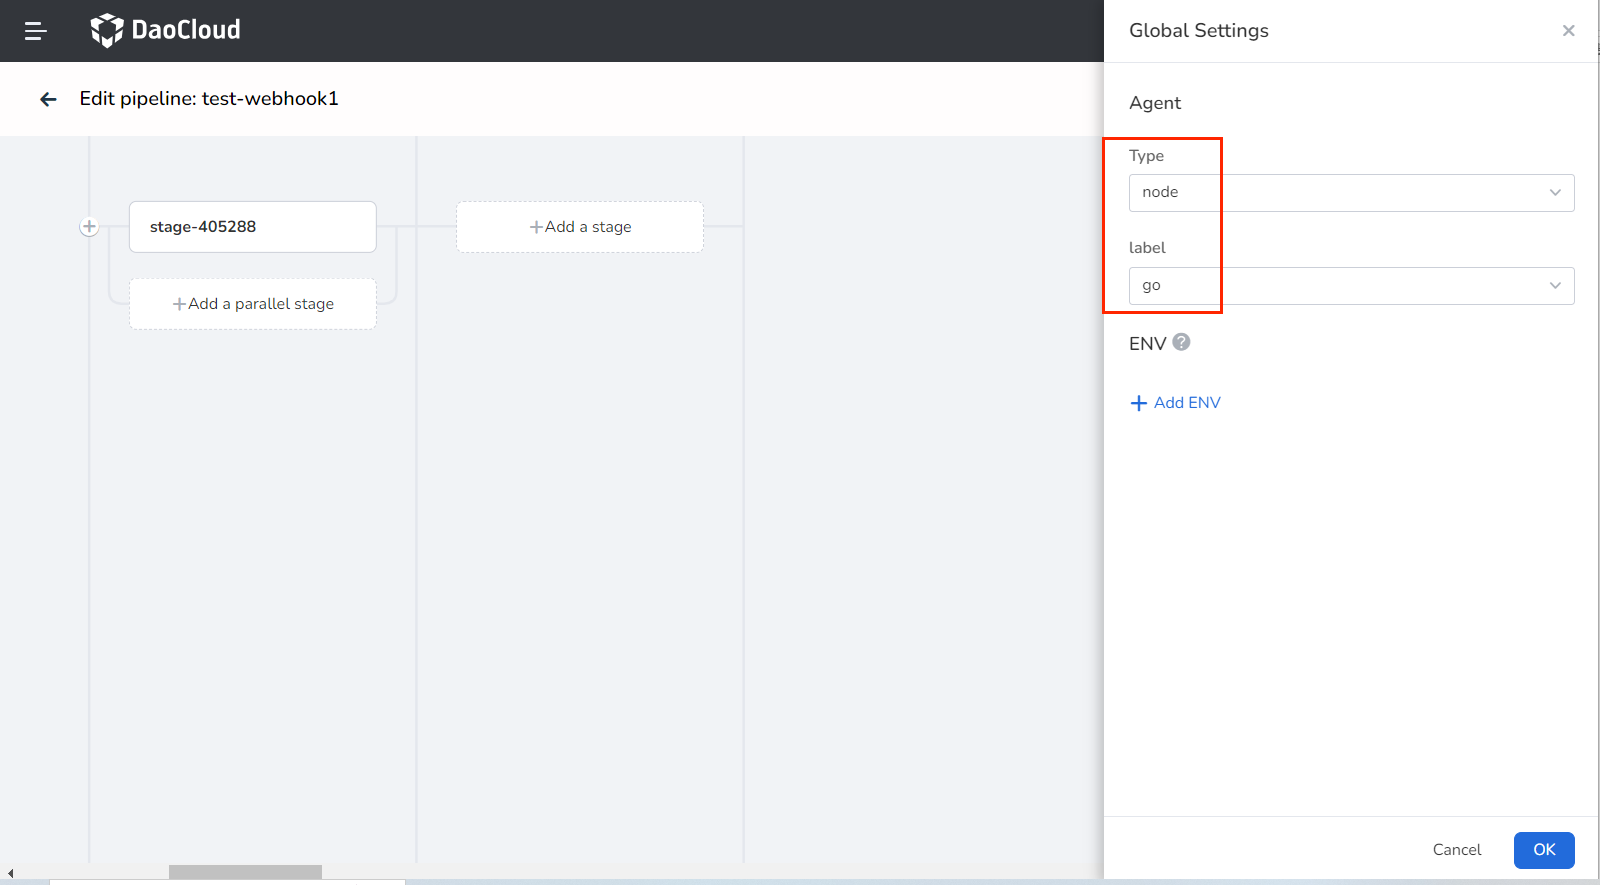 DaoCloud
Edit pipeline: test-webhook1
stage-405288
Add a stage
Add a parallel stage
Global Settings
Agent
Type
node
label
go
ENV
Add ENV
Cancel
OK